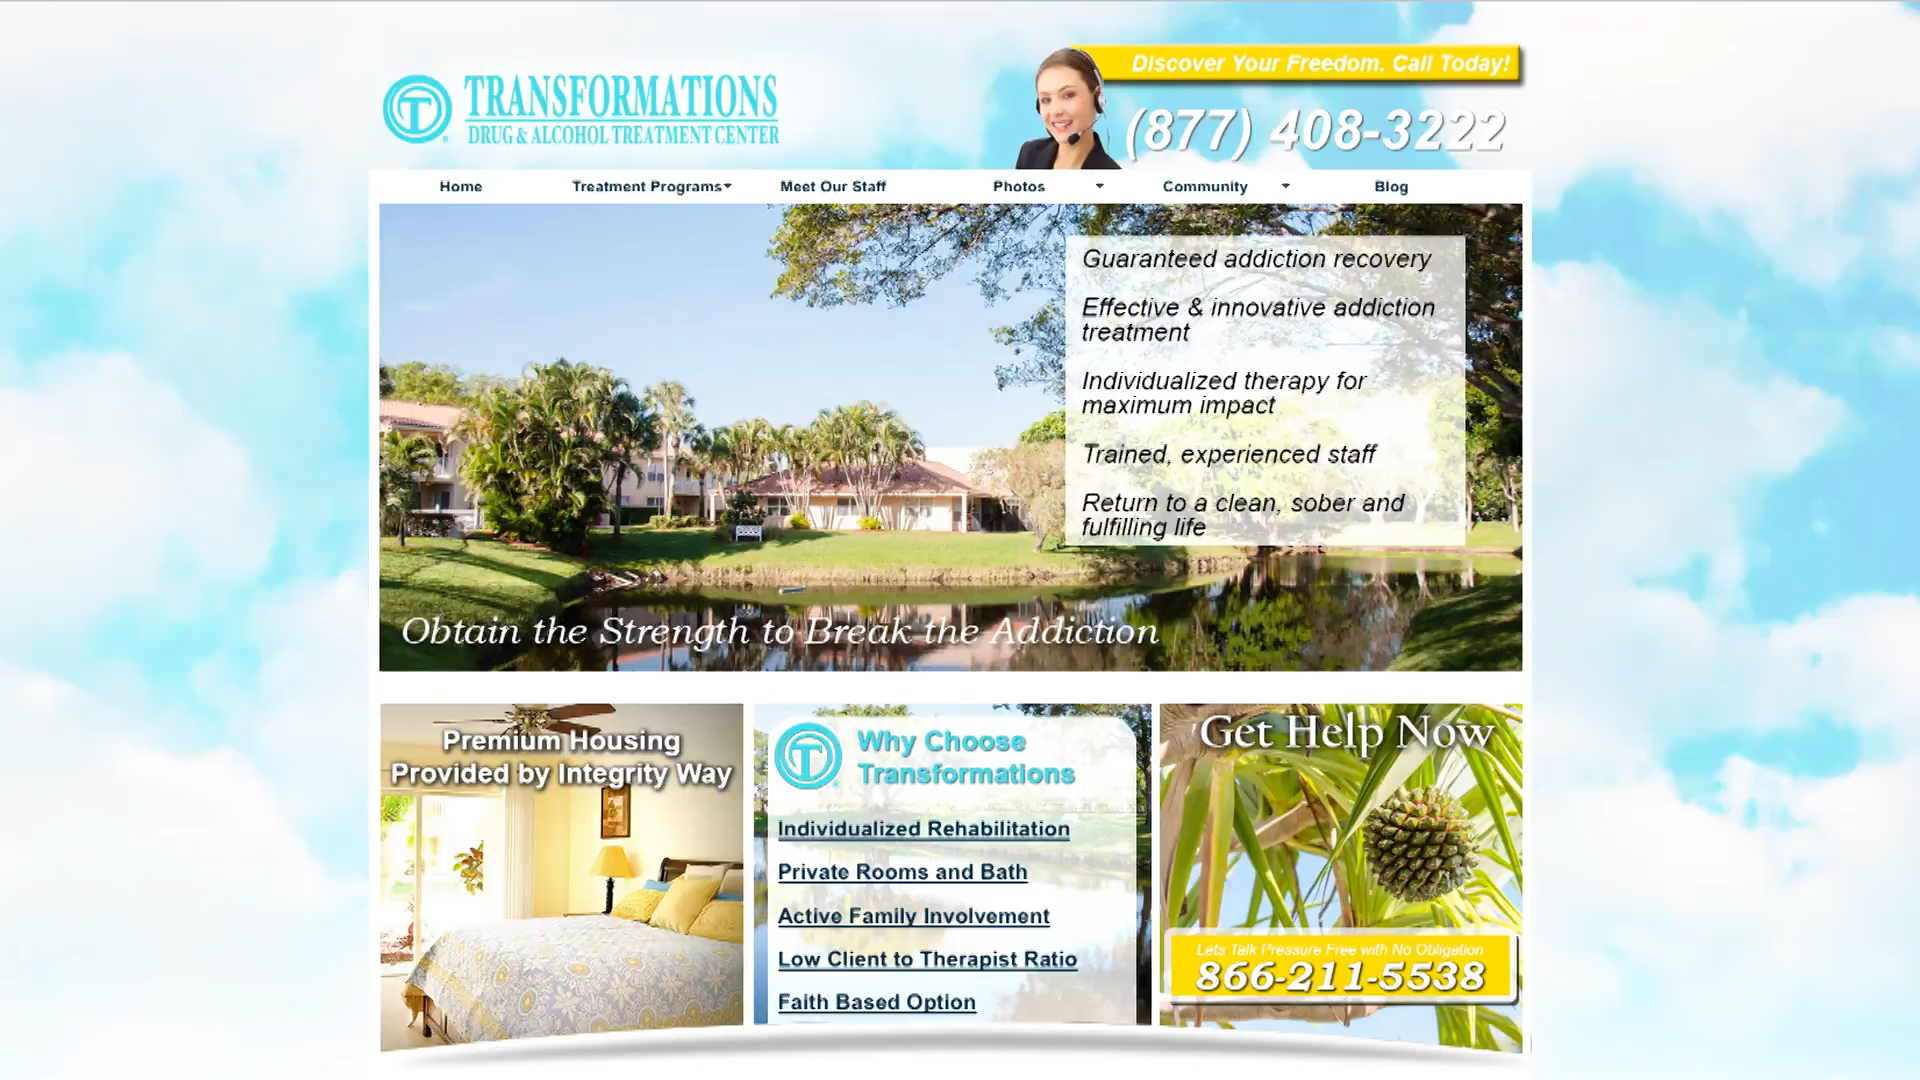 TRANSFORMATIONS
DRUG & ALCOHOL TREATMENT CENTER
Discover Your Freedom. Call Today!
(877) 408-3222
Home
Treatment Programs
Meet Our Staff
Photos
Community
Blog
Guaranteed addiction recovery
Effective & innovative addiction
treatment
Individualized therapy for
maximum impact
Trained, experienced staff
Return to a clean, sober and
fulfilling life
Obtain the Strength to Break the Addiction
Premium Housing
Provided by Integrity Way
Why Choose
Transformations
Individualized Rehabilitation
Private Rooms and Bath
Active Family Involvement
Low Client to Therapist Ratio
Faith Based Option
'Get Help Now
Lets Talk Pressure Free with No Obligation
866-211-5538